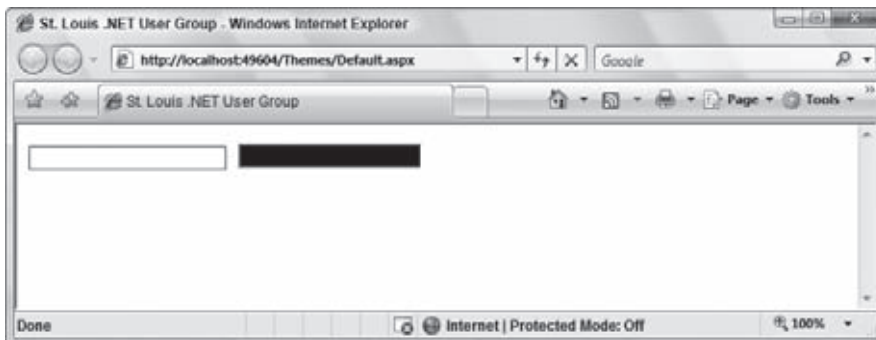 St. Louis .NET User Group - Windows Internet Explorer
http://localhost:49604/Themes/Default.aspx
Google
St. Louis .NET User Group
Page
Tools
Done
Internet | Protected Mode: Off
100%